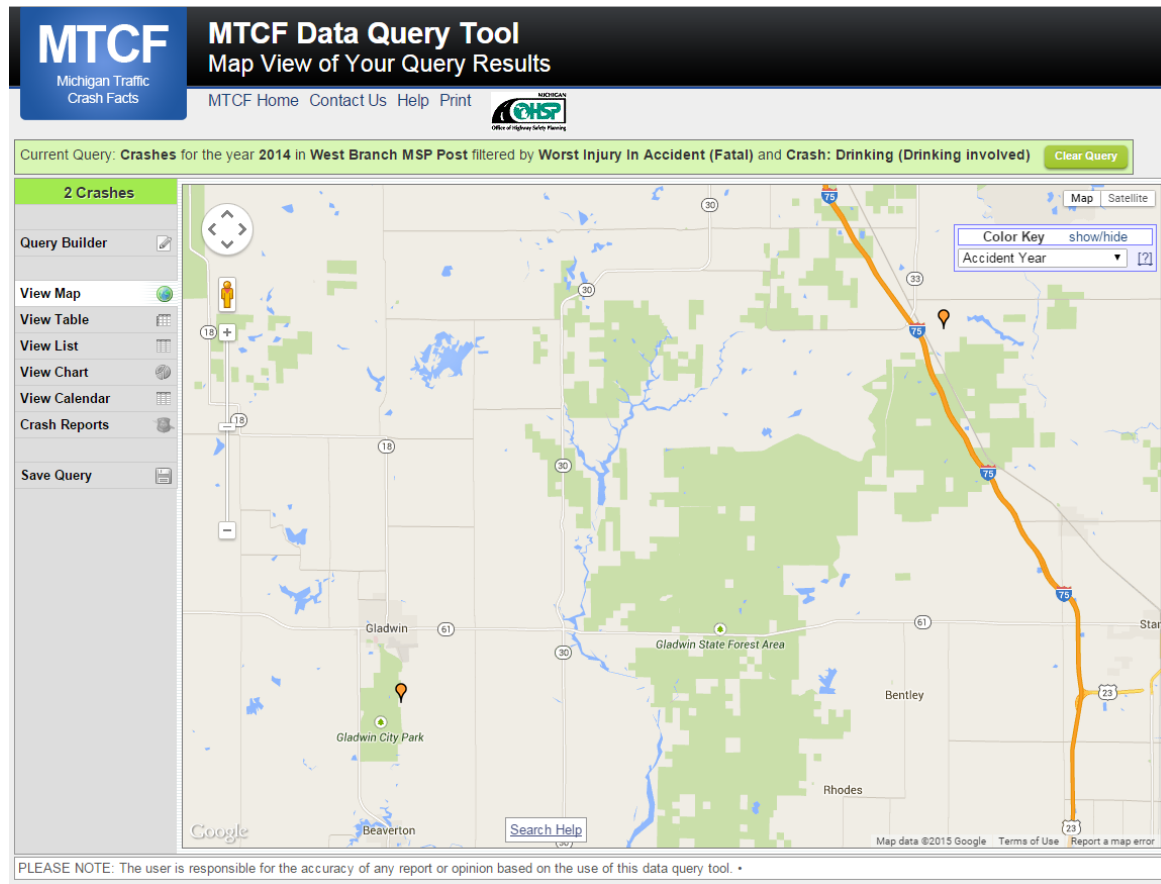 MTCF
Michigan Traffic
Crash Facts
MTCF Data Query Tool
Map View of Your Query Results
MTCF Home Contact Us Help Print
MICHIGAN
OHSP
Office of Highway Safety Planning
Current Query: Crashes for the year 2014 in West Branch MSP Post filtered by Worst Injury In Accident (Fatal) and Crash: Drinking (Drinking involved)
Clear Query
2 Crashes
Query Builder
View Map
View Table
View List
View Chart
View Calendar
Crash Reports
Save Query
Map Satellite
Color Key show/hide
Accident Year [?]
75
30
33
30
18
75
18
18
30
75
75
Gladwin
61
61
Star
30
Gladwin State Forest Area
Bentley
23
Gladwin City Park
Rhodes
23
Beaverton
Google
Search Help
Map data ©2015 Google Terms of Use Report a map error
PLEASE NOTE: The user is responsible for the accuracy of any report or opinion based on the use of this data query tool. •